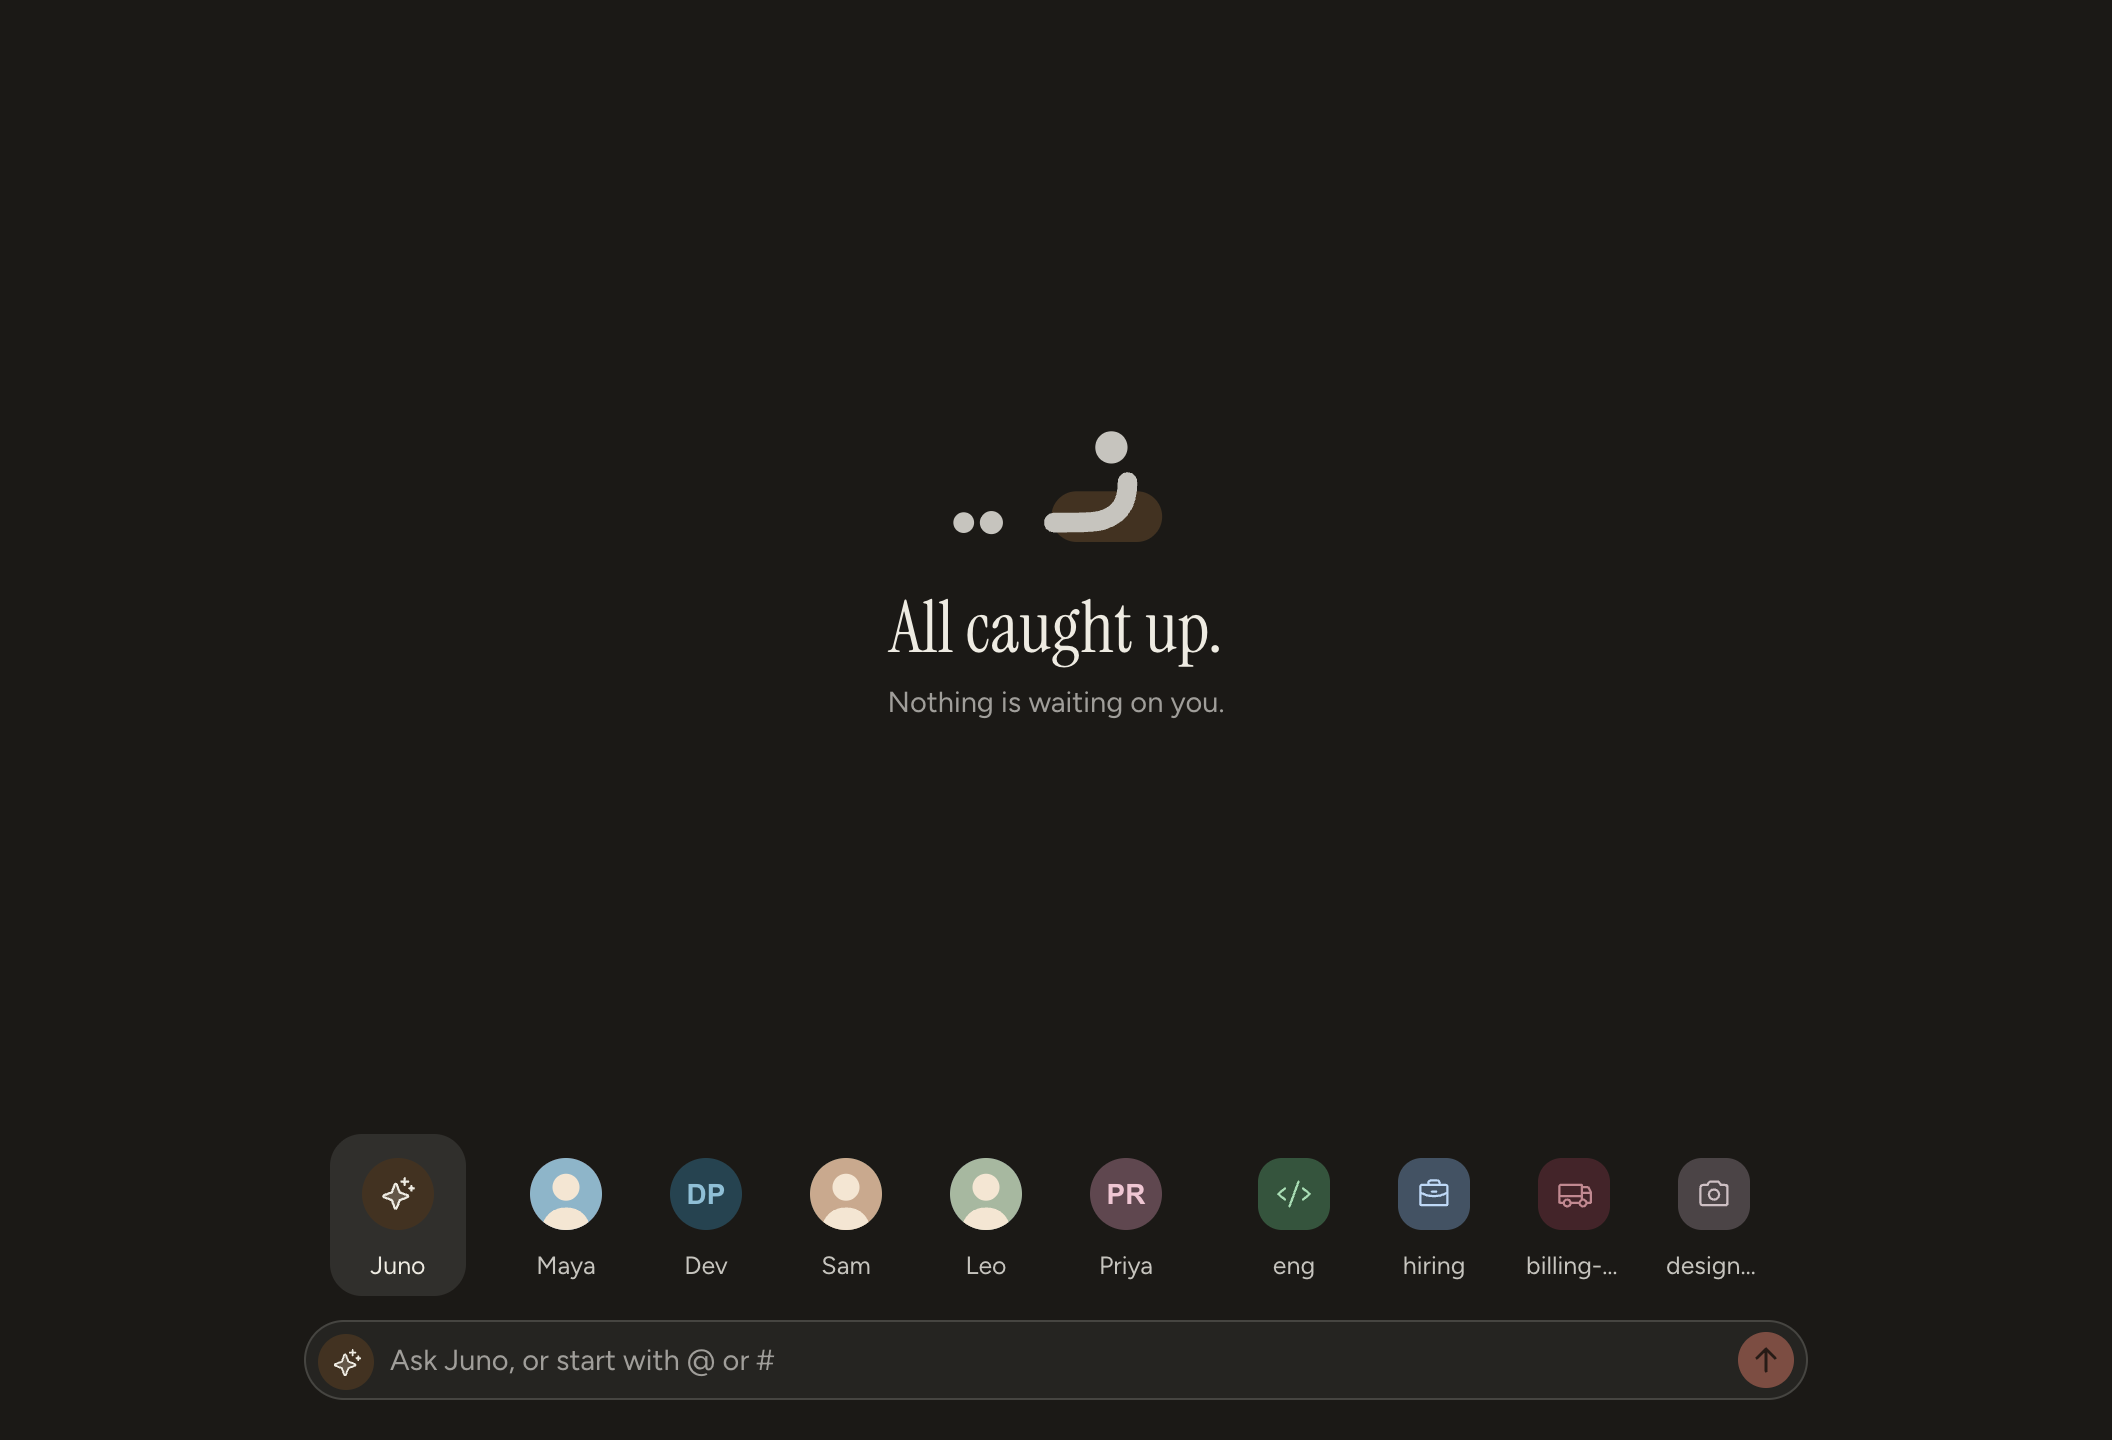 All caught up.
Nothing is waiting on you.
DP
PR
Juno
Maya
Dev
Sam
Leo
Priya
eng
hiring
billing-...
design...
Ask Juno, or start with @ or #